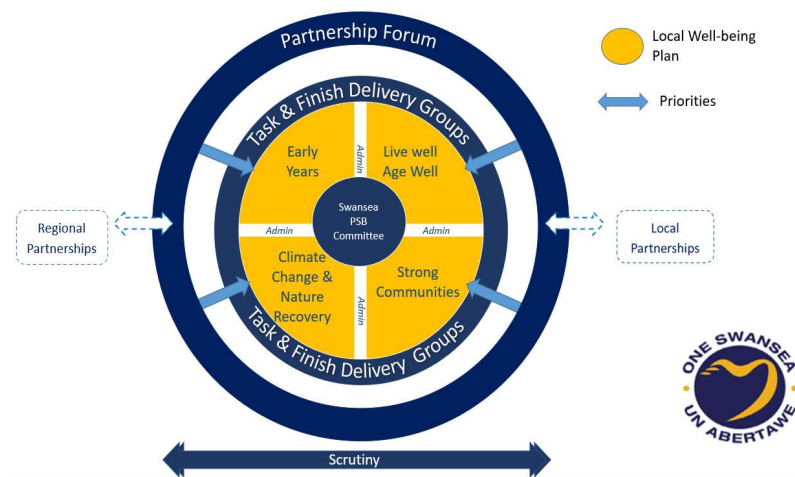 Partnership Forum
Local Well-being
Plan
Priorities
Task & Finish Delivery Groups
Early
Years
Admin
Live well
Age Well
Swansea
PSB
Committee
Regional
Partnerships
Admin
Admin
Local
Partnerships
Climate
Change &
Nature
Recovery
Admin
Strong
Communities
Task & Finish Delivery Groups
ONE SWANSEA
UN ABERTAWE
Scrutiny